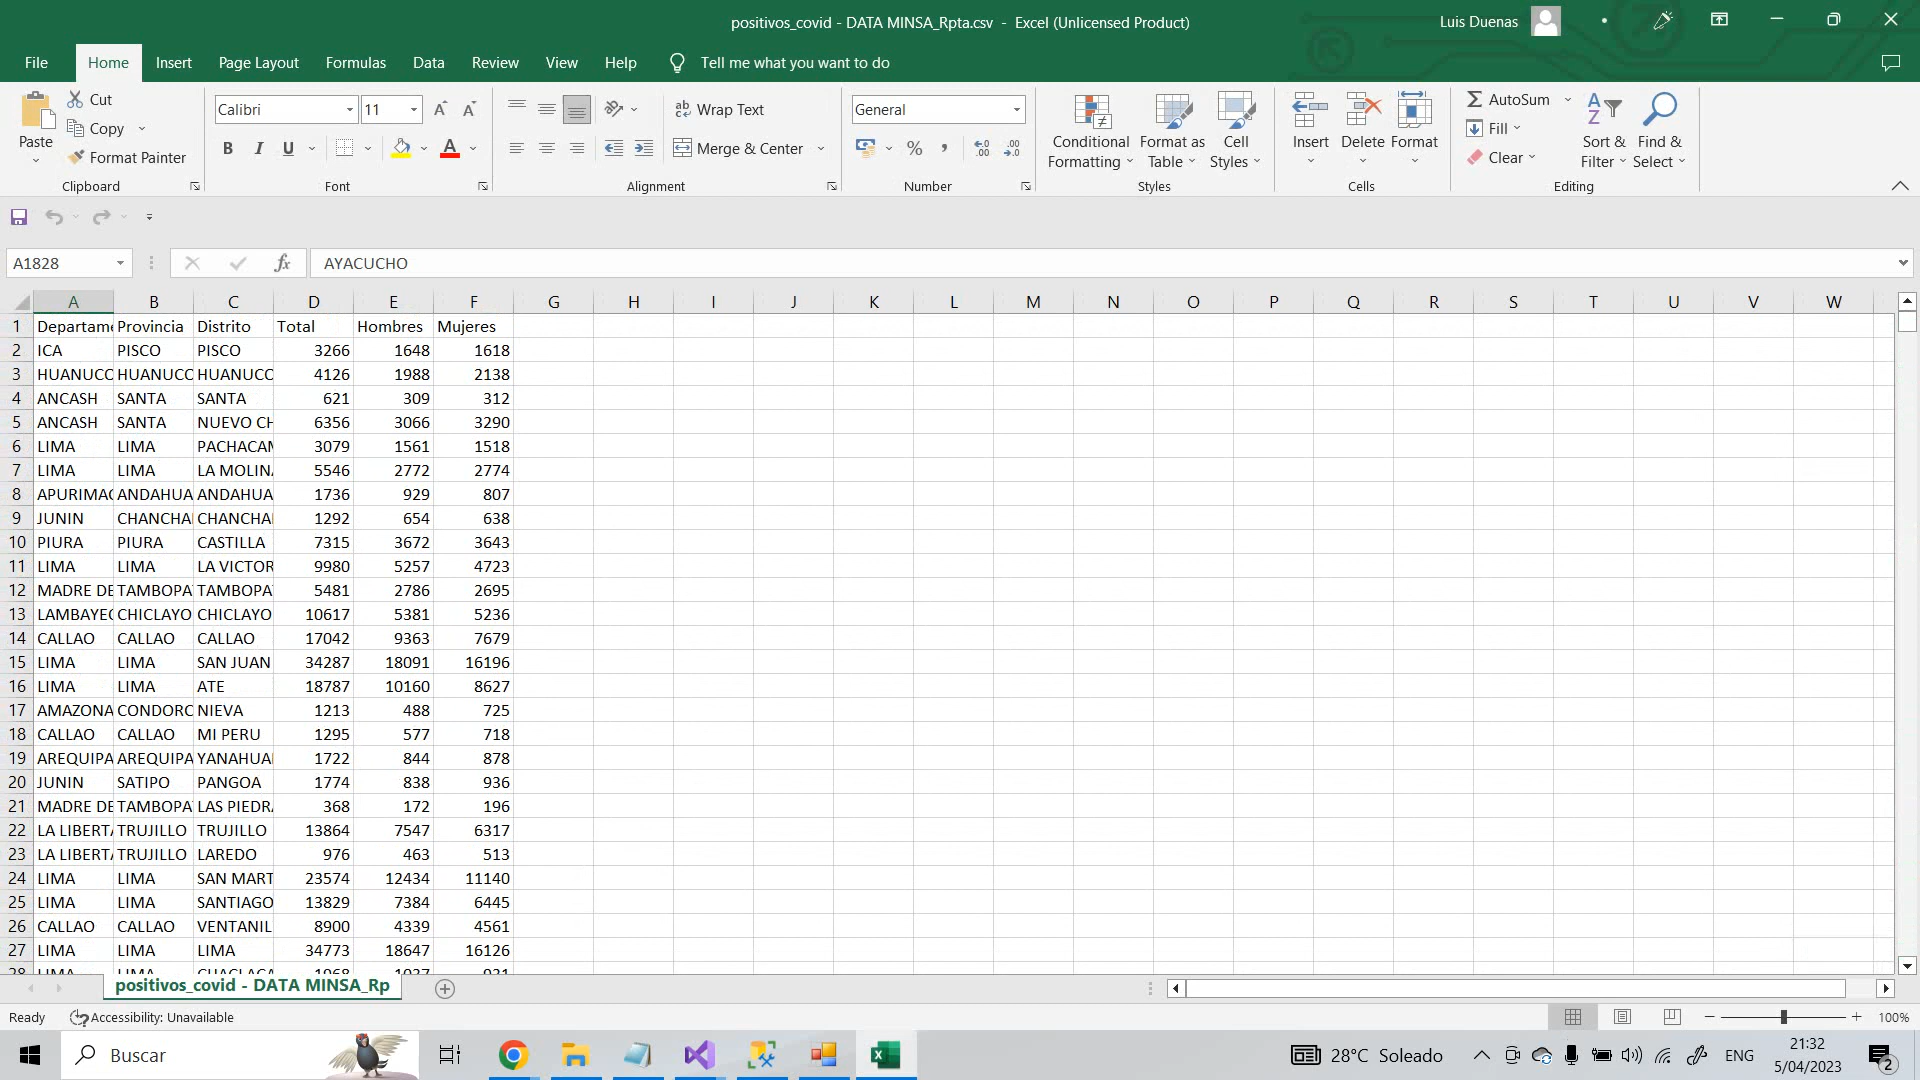 positivos_covid - DATA MINSA_Rpta.csv - Excel (Unlicensed Product)
Luis Duenas
File Home Insert Page Layout Formulas Data Review View Help Tell me what you want to do
Cut
Copy
Format Painter
Paste
Clipboard
Calibri 11
B I U
Font
Wrap Text
Merge & Center
Alignment
General
Number
Conditional Formatting
Format as Table
Cell Styles
Styles
Insert Delete Format
Cells
AutoSum
Fill
Clear
Sort & Filter
Find & Select
Editing
A1828 fx AYACUCHO
A B C D E F G H I J K L M N O P Q R S T U V W
1 Departame Provincia Distrito Total Hombres Mujeres
2 ICA PISCO PISCO 3266 1648 1618
3 HUANUCO HUANUCO HUANUCO 4126 1988 2138
4 ANCASH SANTA SANTA 621 309 312
5 ANCASH SANTA NUEVO CH 6356 3066 3290
6 LIMA LIMA PACHACAM 3079 1561 1518
7 LIMA LIMA LA MOLINA 5546 2772 2774
8 APURIMAC ANDAHUA ANDAHUA 1736 929 807
9 JUNIN CHANCHA CHANCHA 1292 654 638
10 PIURA PIURA CASTILLA 7315 3672 3643
11 LIMA LIMA LA VICTOR 9980 5257 4723
12 MADRE DE TAMBOPA TAMBOPA 5481 2786 2695
13 LAMBAYEQ CHICLAYO CHICLAYO 10617 5381 5236
14 CALLAO CALLAO CALLAO 17042 9363 7679
15 LIMA LIMA SAN JUAN 34287 18091 16196
16 LIMA LIMA ATE 18787 10160 8627
17 AMAZONA CONDORC NIEVA 1213 488 725
18 CALLAO CALLAO MI PERU 1295 577 718
19 AREQUIPA AREQUIPA YANAHUA 1722 844 878
20 JUNIN SATIPO PANGOA 1774 838 936
21 MADRE DE TAMBOPA LAS PIEDRA 368 172 196
22 LA LIBERTA TRUJILLO TRUJILLO 13864 7547 6317
23 LA LIBERTA TRUJILLO LAREDO 976 463 513
24 LIMA LIMA SAN MART 23574 12434 11140
25 LIMA LIMA SANTIAGO 13829 7384 6445
26 CALLAO CALLAO VENTANIL 8900 4339 4561
27 LIMA LIMA LIMA 34773 18647 16126
28 LIMA LIMA CHACLACA 1968 1037 931
positivos_covid - DATA MINSA_Rp
Ready Accessibility: Unavailable 100%
Buscar 28°C Soleado ENG 21:32
5/04/2023 2